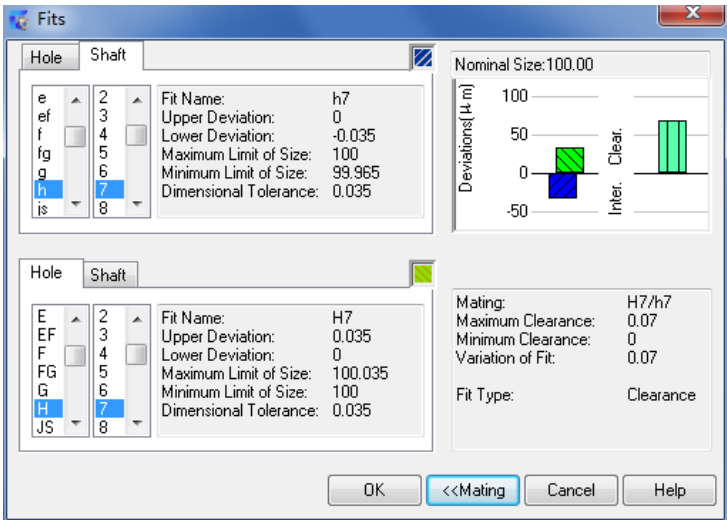 Fits
Hole Shaft
e
ef
f
fg
g
h
js
2
3
4
5
6
7
8
Fit Name: h7
Upper Deviation: 0
Lower Deviation: -0.035
Maximum Limit of Size: 100
Minimum Limit of Size: 99.965
Dimensional Tolerance: 0.035
Nominal Size:100.00
Deviations(μm)
100
50
0
-50
Inter. Clear.
Hole Shaft
E
EF
F
FG
G
H
JS
2
3
4
5
6
7
8
Fit Name: H7
Upper Deviation: 0.035
Lower Deviation: 0
Maximum Limit of Size: 100.035
Minimum Limit of Size: 100
Dimensional Tolerance: 0.035
Mating: H7/h7
Maximum Clearance: 0.07
Minimum Clearance: 0
Variation of Fit: 0.07
Fit Type: Clearance
OK <<Mating Cancel Help